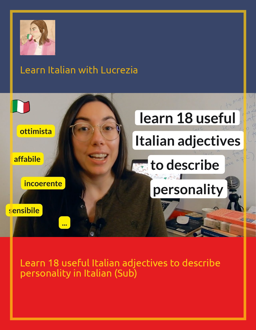 Learn Italian with Lucrezia
learn 18 useful
Italian adjectives
to describe
personality
ottimista
affabile
incoerente
sensibile
...
Learn 18 useful Italian adjectives to describe
personality in Italian (Sub)